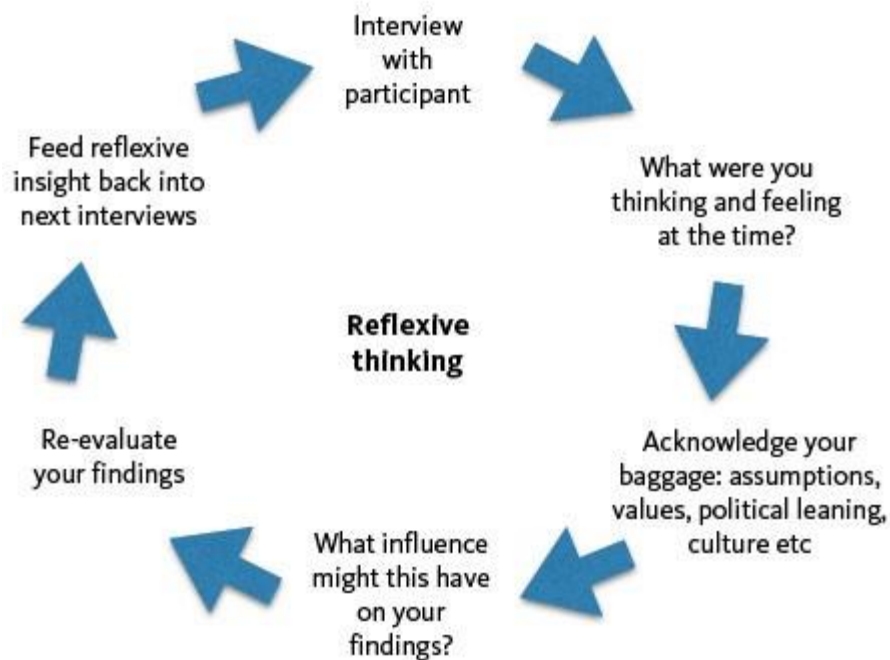 Interview
with
participant
What were you
thinking and feeling
at the time?
Acknowledge your
baggage: assumptions,
values, political leaning,
culture etc
What influence
might this have
on your
findings?
Re-evaluate
your findings
Feed reflexive
insight back into
next interviews
Reflexive
thinking